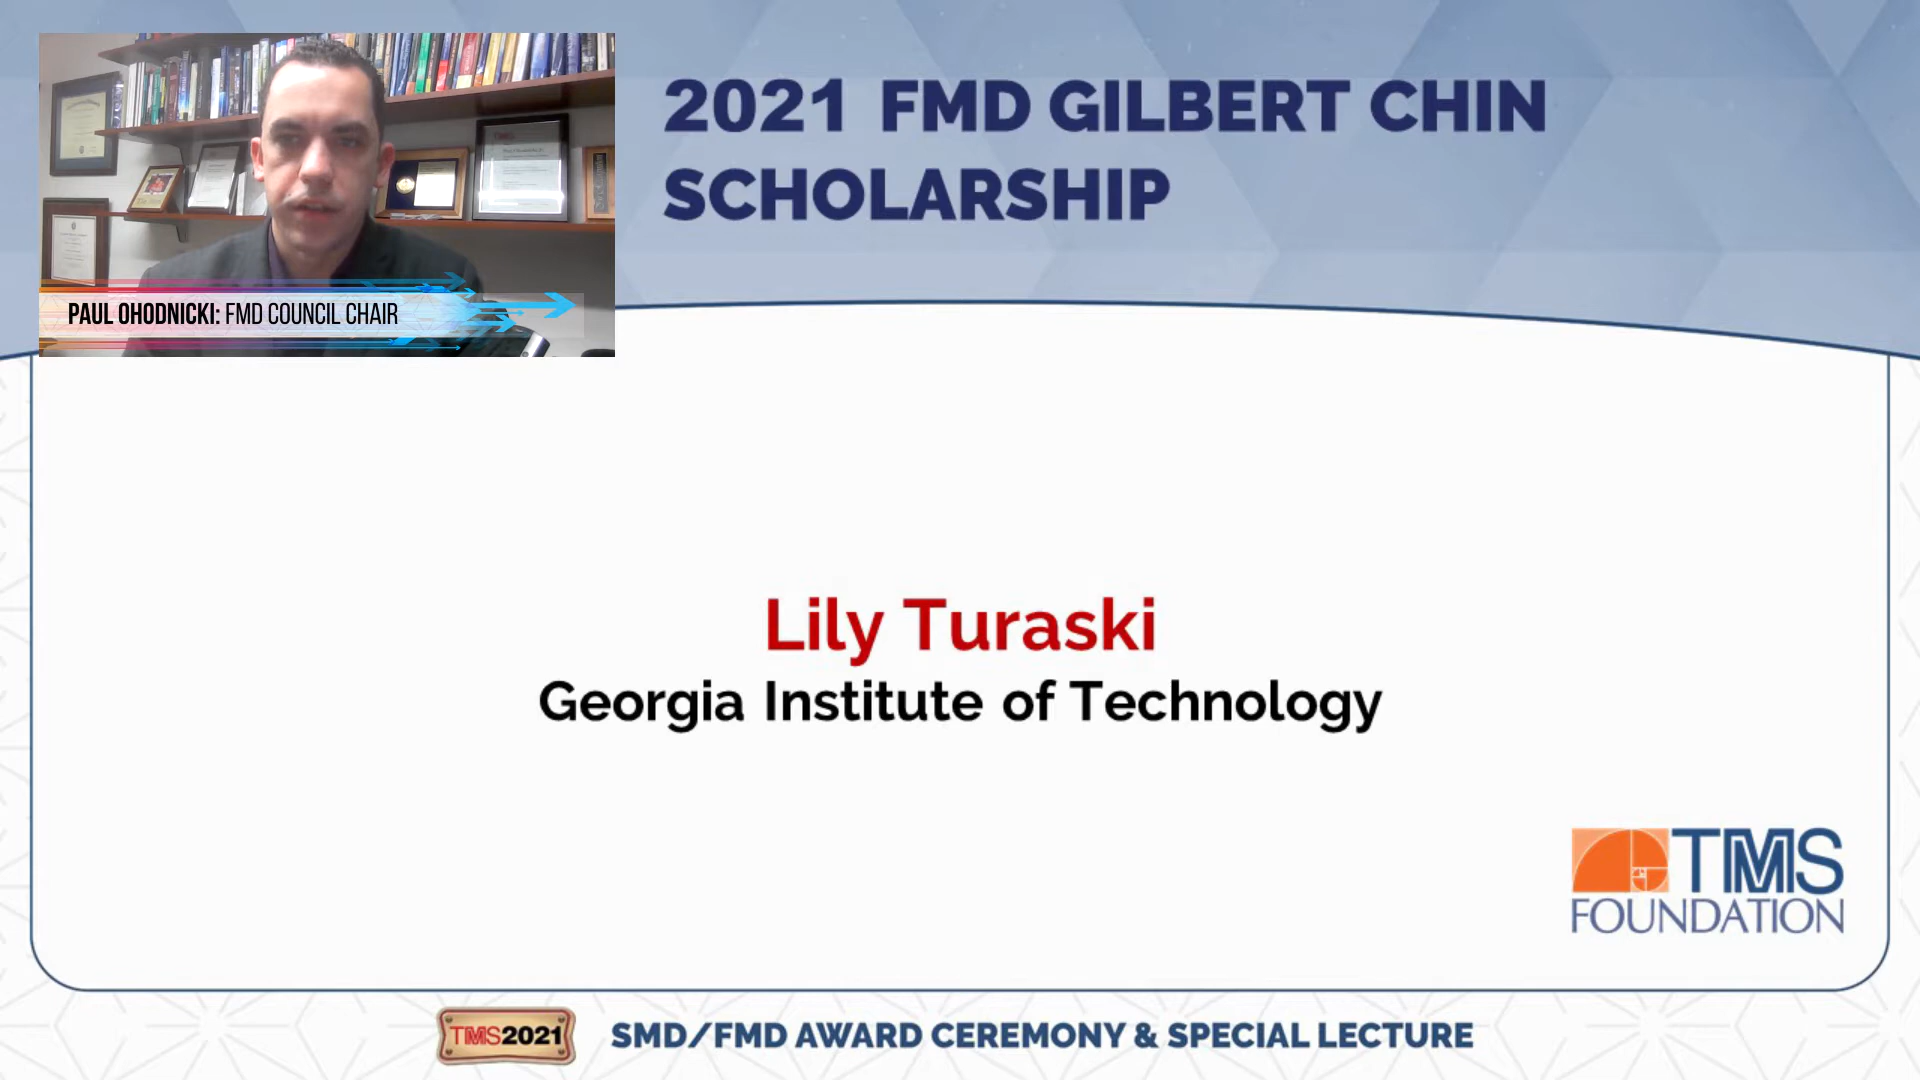 2021 FMD GILBERT CHIN
SCHOLARSHIP
PAUL OHODNICKI: FMD COUNCIL CHAIR
Lily Turaski
Georgia Institute of Technology
TMS
FOUNDATION
TMS2021
SMD/FMD AWARD CEREMONY & SPECIAL LECTURE